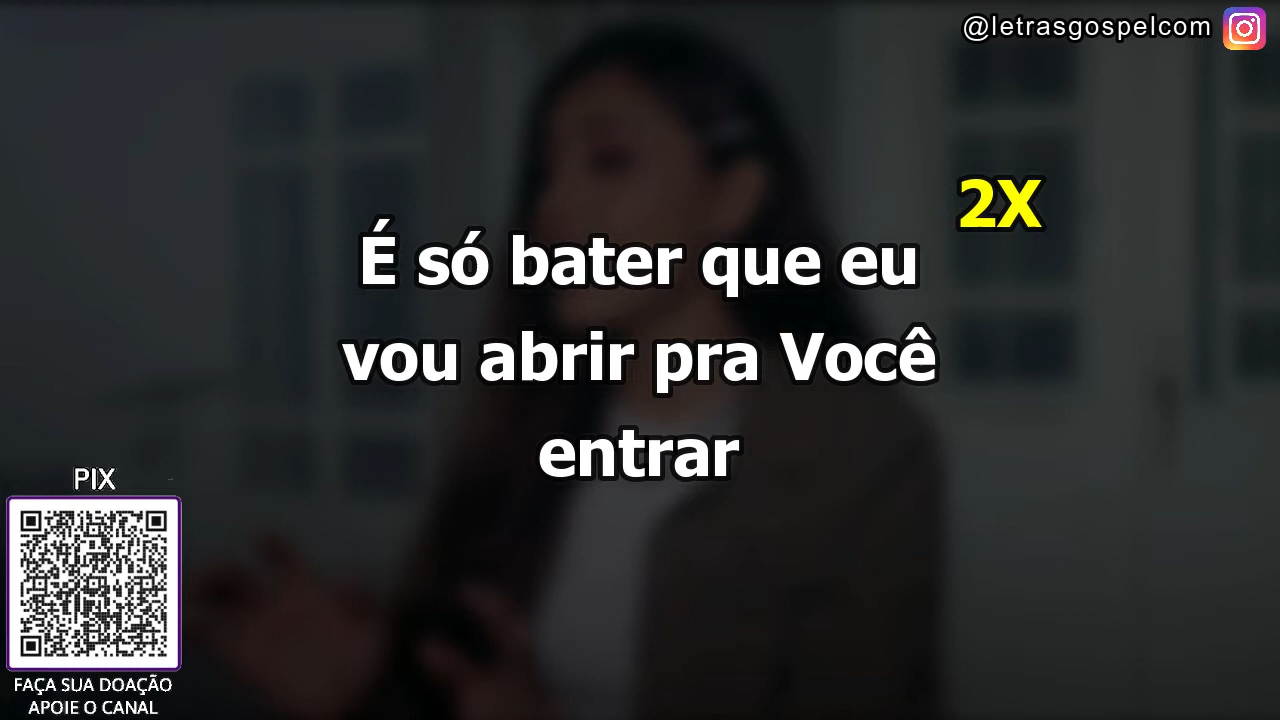 @letrasgospelcom
2X
É só bater que eu
vou abrir pra Você
entrar
PIX
FAÇA SUA DOAÇÃO
APOIE O CANAL